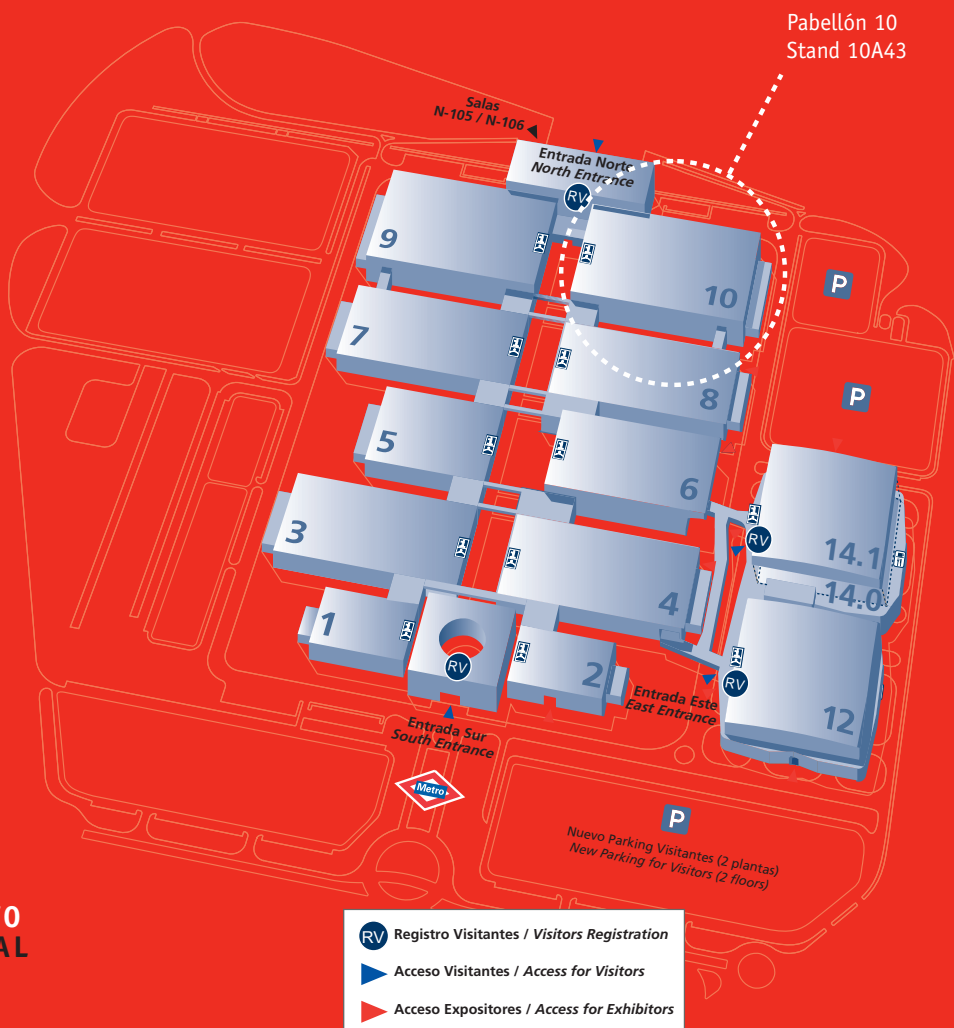 Pabellón 10
Stand 10A43
Salas
N-105 / N-106
Entrada Norte
North Entrance
RV
9
10
P
7
8
P
5
6
3
RV
14.1
14.0
4
1
RV
2
Entrada Este
East Entrance
RV
12
Entrada Sur
South Entrance
Metro
P
Nuevo Parking Visitantes (2 plantas)
New Parking for Visitors (2 floors)
AL
RV Registro Visitantes / Visitors Registration
Acceso Visitantes / Access for Visitors
Acceso Expositores / Access for Exhibitors